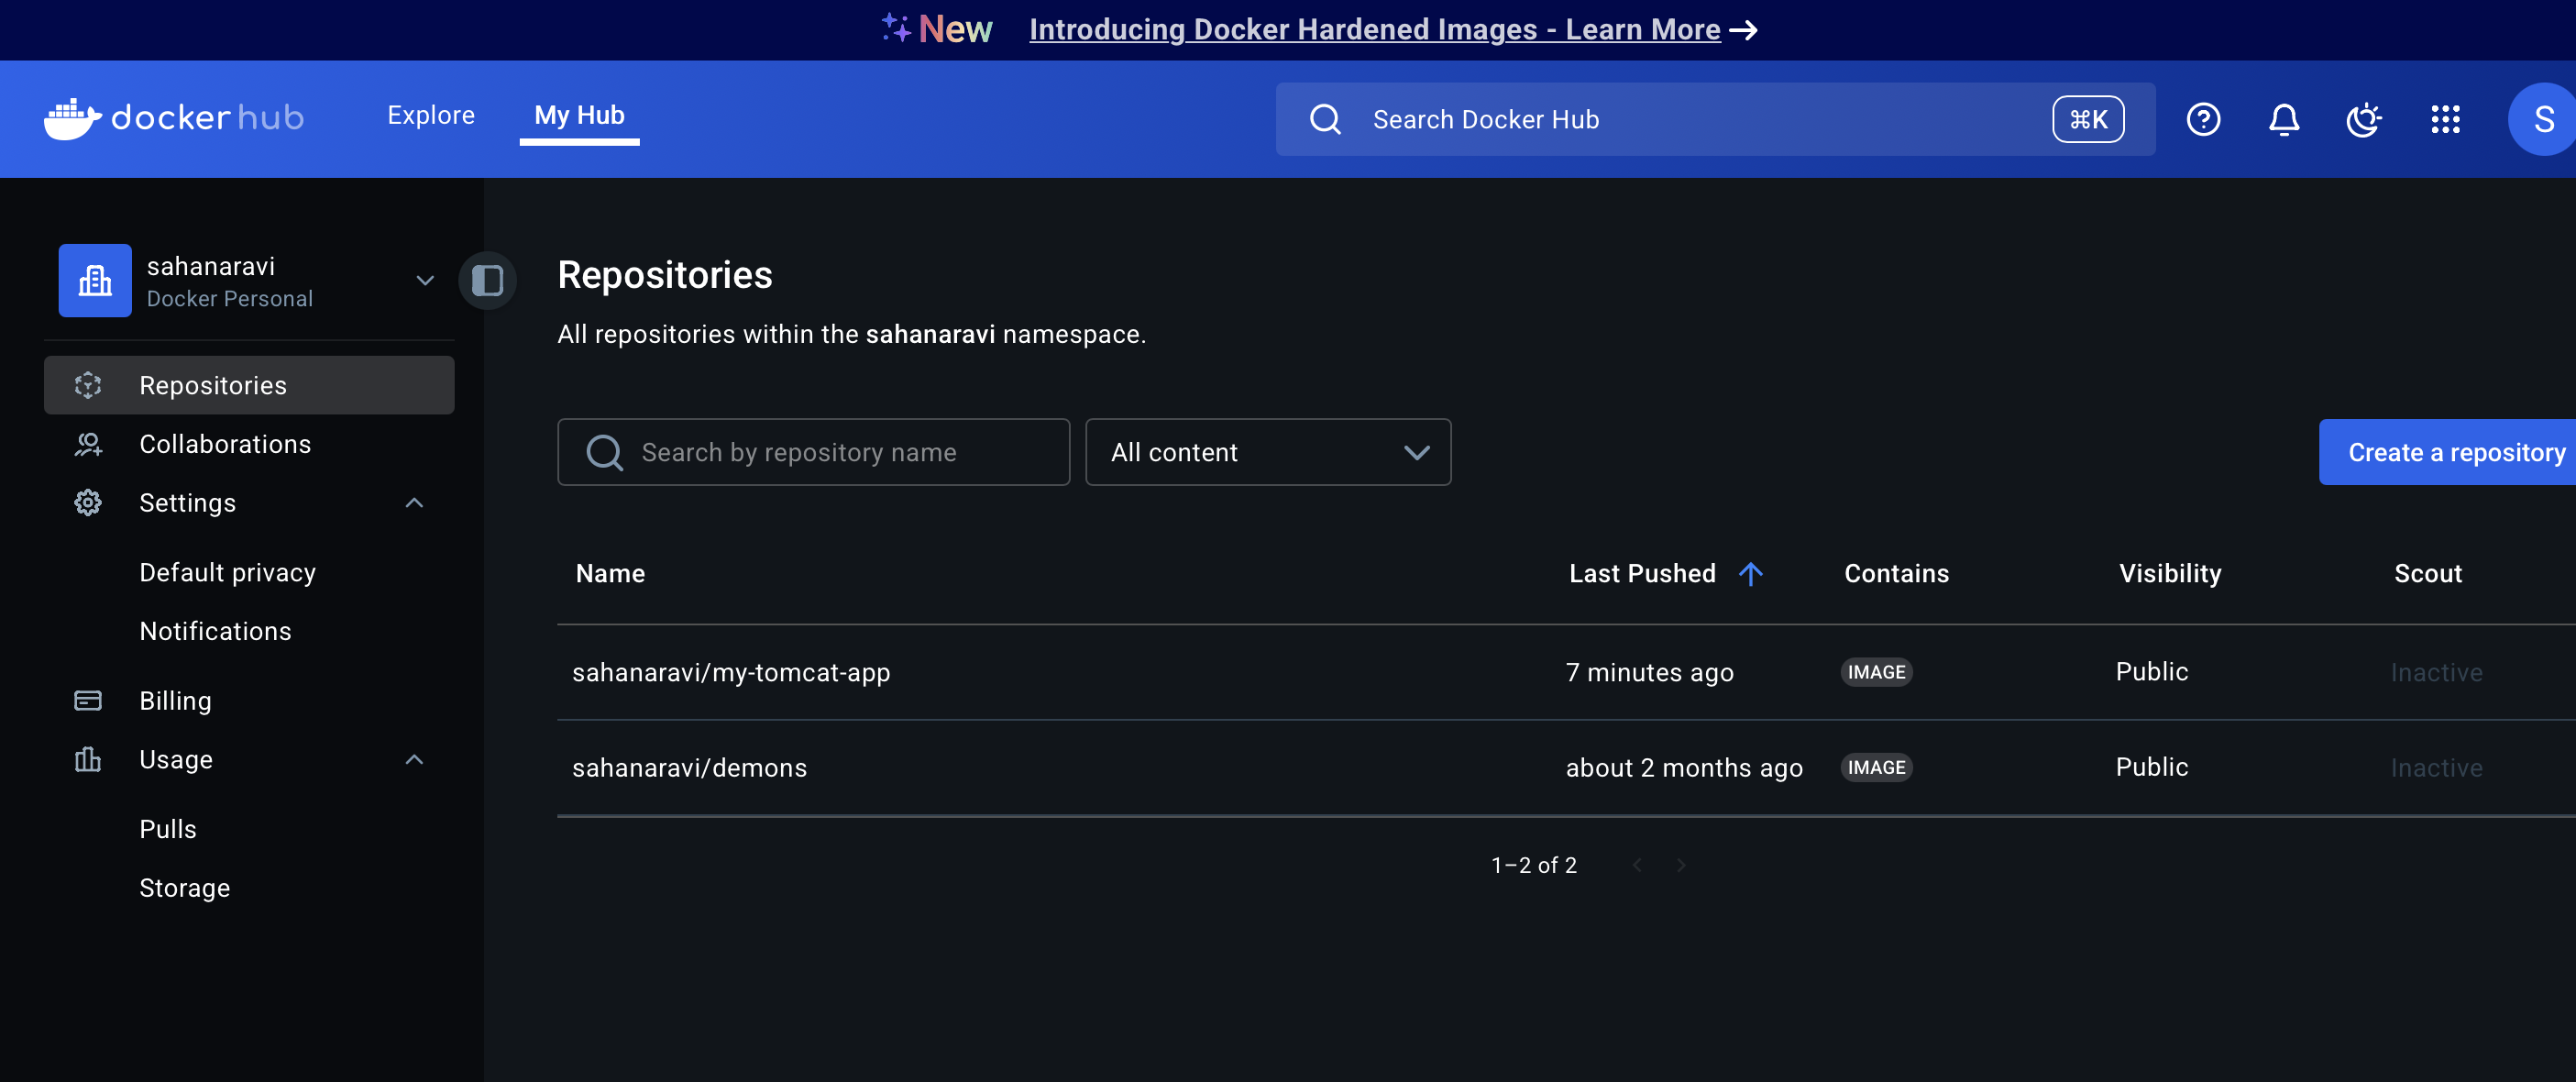 New Introducing Docker Hardened Images - Learn More
dockerhub Explore My Hub Search Docker Hub ⌘K S
sahanaravi
Docker Personal
Repositories
Collaborations
Settings
Default privacy
Notifications
Billing
Usage
Pulls
Storage
Repositories
All repositories within the sahanaravi namespace.
Search by repository name All content Create a repository
Name Last Pushed Contains Visibility Scout
sahanaravi/my-tomcat-app 7 minutes ago IMAGE Public Inactive
sahanaravi/demons about 2 months ago IMAGE Public Inactive
1–2 of 2